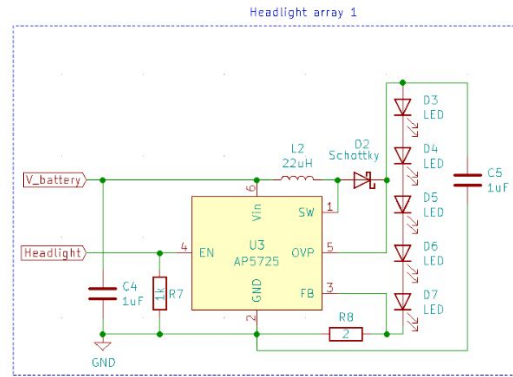 Headlight array 1
D3
LED
L2
22uH
D2
Schottky
D4
LED
V_battery
6
Vin
SW
1
C5
1uF
D5
LED
Headlight
4
EN
U3
AP5725
OVP
5
D6
LED
C4
1uF
1k
R7
GND
2
FB
3
R8
2
D7
LED
GND